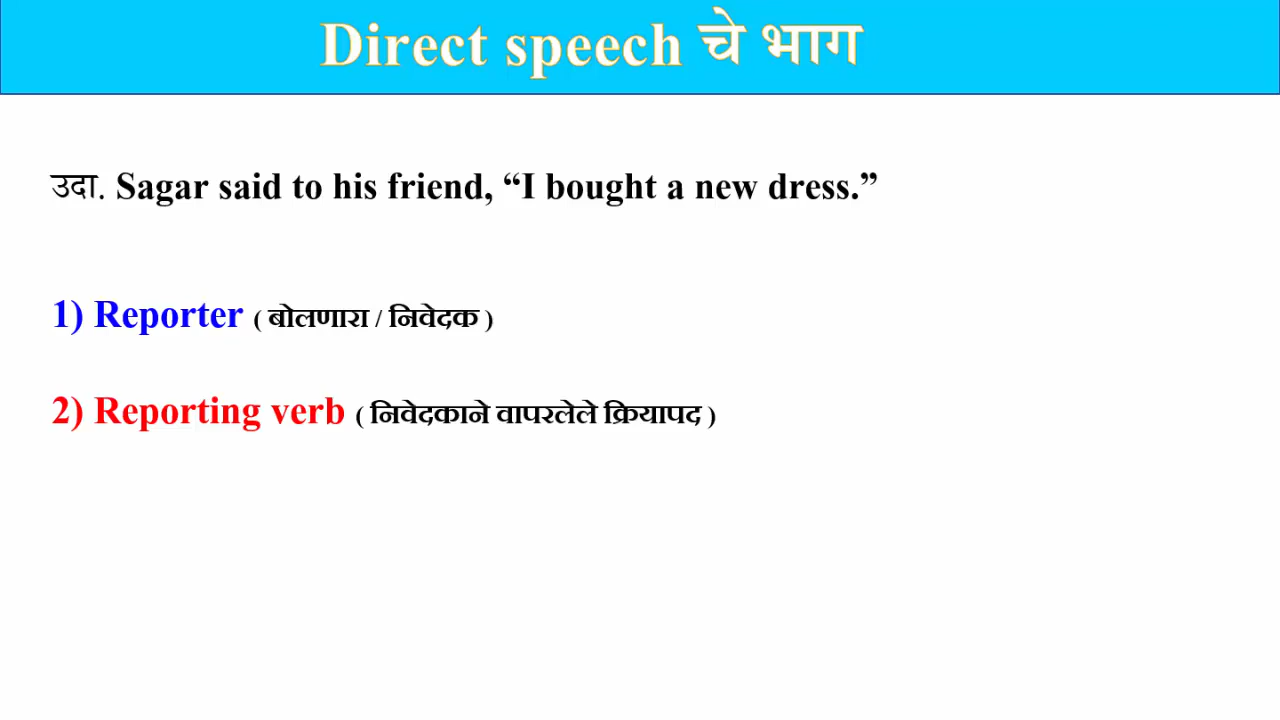 Direct speech चे भाग
उदा. Sagar said to his friend, “I bought a new dress.”
1) Reporter ( बोलणारा / निवेदक )
2) Reporting verb ( निवेदकाने वापरलेले क्रियापद )